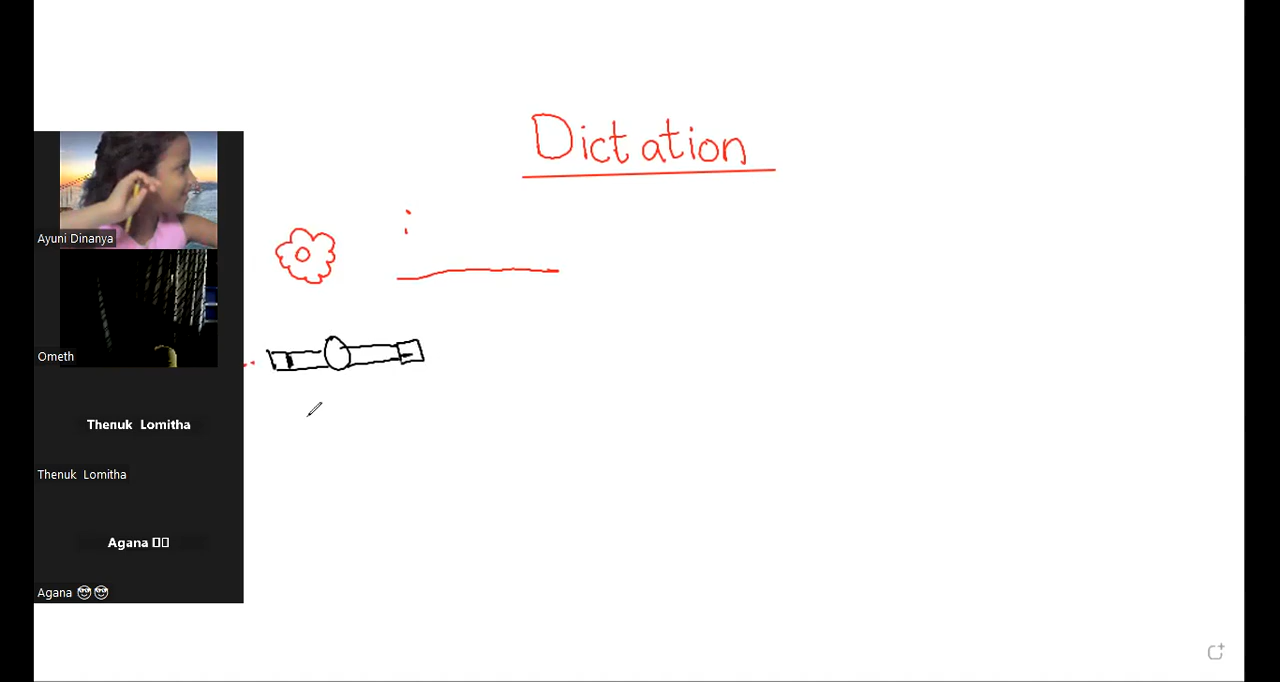 Dictation
Ayuni Dinanya
Ometh
Thenuk Lomitha
Thenuk Lomitha
Agana
Agana 😎😎